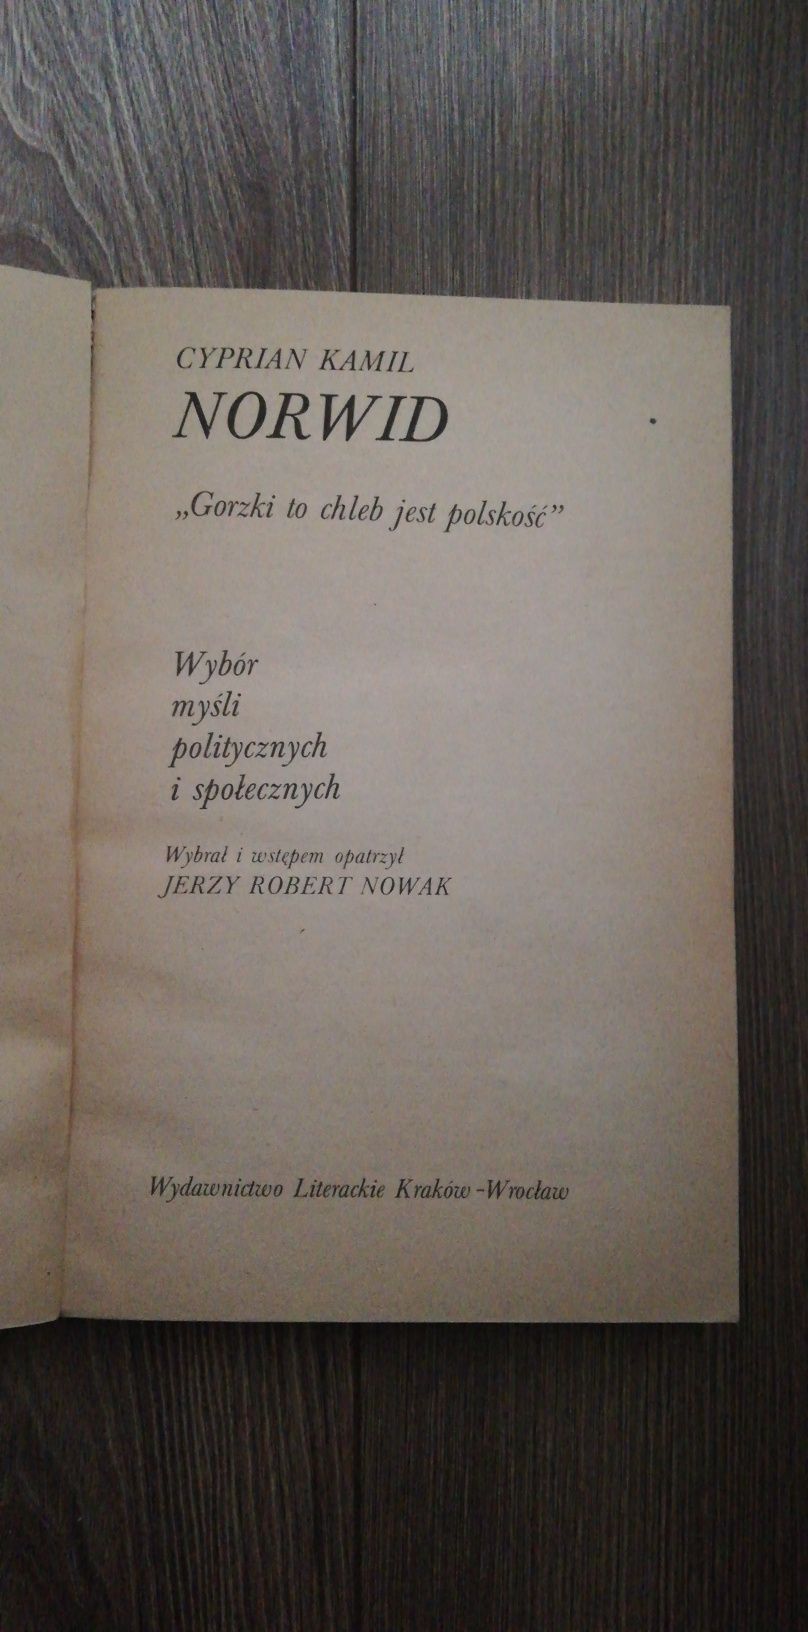 CYPRIAN KAMIL
NORWID
„Gorzki to chleb jest polskość”
Wybór
myśli
politycznych
i społecznych
Wybrał i wstępem opatrzył
JERZY ROBERT NOWAK
Wydawnictwo Literackie Kraków-Wrocław